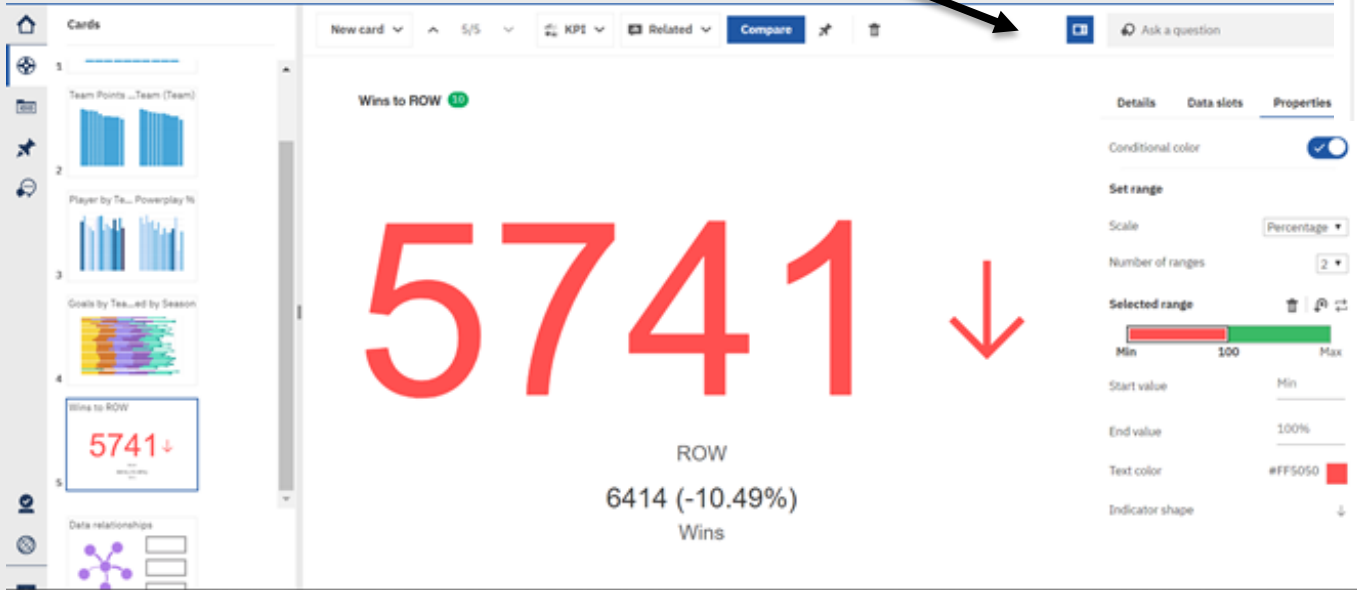 Cards
New card
5/5
KPI
Related
Compare
Ask a question
1
Team Points ...Team (Team)
2
Player by Te... Powerplay %
3
Goals by Tea...ed by Season
4
Wins to ROW
5741
5
Data relationships
Wins to ROW 10
5741
ROW
6414 (-10.49%)
Wins
Details Data slots Properties
Conditional color
Set range
Scale Percentage
Number of ranges 2
Selected range
Min 100 Max
Start value Min
End value 100%
Text color #FF5050
Indicator shape